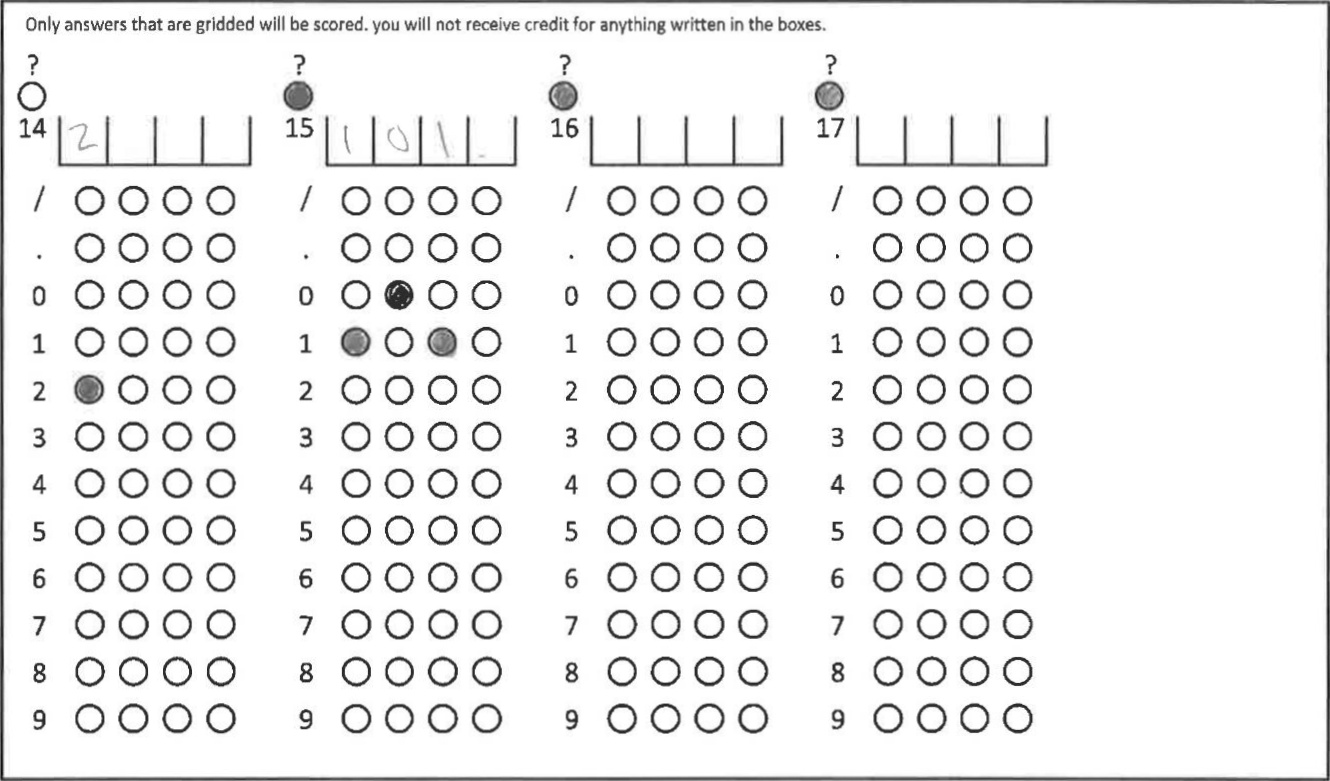 Only answers that are gridded will be scored. you will not receive credit for anything written in the boxes.
? ? ? ?
14 2 15 1 0 1 . 16 17
/ / / /
. . . .
0 0 0 0
1 1 1 1
2 2 2 2
3 3 3 3
4 4 4 4
5 5 5 5
6 6 6 6
7 7 7 7
8 8 8 8
9 9 9 9